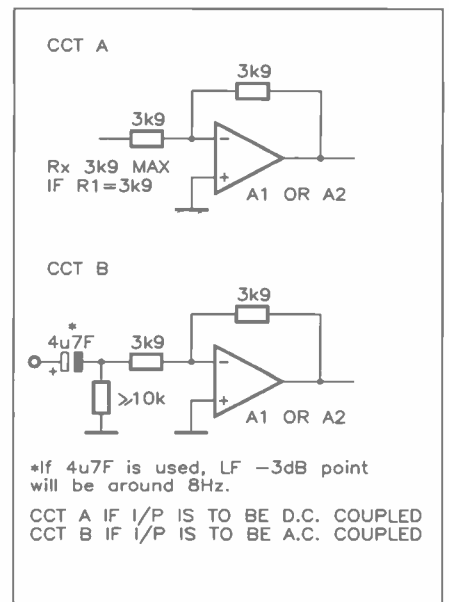 CCT A
3k9
3k9
Rx 3k9 MAX
IF R1=3k9
A1 OR A2
CCT B
3k9
*
4u7F
3k9
+
⩾10k
A1 OR A2
*If 4u7F is used, LF −3dB point
will be around 8Hz.
CCT A IF I/P IS TO BE D.C. COUPLED
CCT B IF I/P IS TO BE A.C. COUPLED